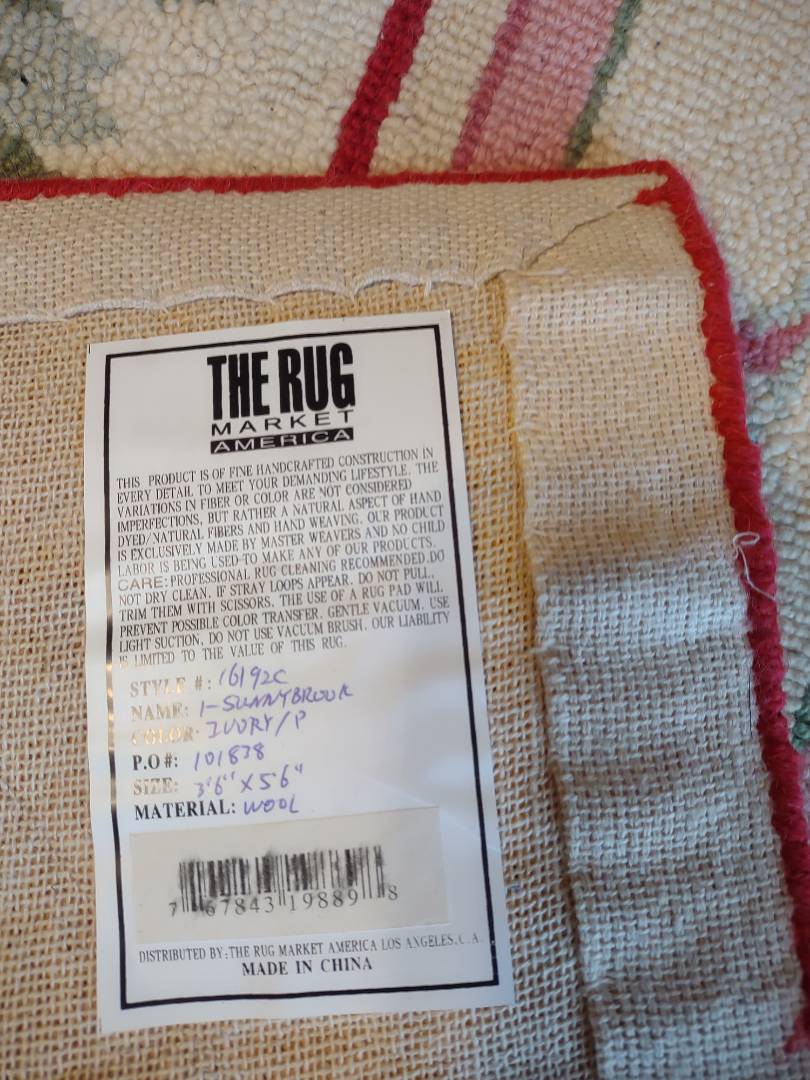 THE RUG
MARKET
AMERICA
THIS PRODUCT IS OF FINE HANDCRAFTED CONSTRUCTION IN
EVERY DETAIL TO MEET YOUR DEMANDING LIFESTYLE. THE
VARIATIONS IN FIBER OR COLOR ARE NOT CONSIDERED
IMPERFECTIONS, BUT RATHER A NATURAL ASPECT OF HAND
DYED/NATURAL FIBERS AND HAND WEAVING. OUR PRODUCT
IS EXCLUSIVELY MADE BY MASTER WEAVERS AND NO CHILD
LABOR IS BEING USED TO MAKE ANY OF OUR PRODUCTS.
CARE: PROFESSIONAL RUG CLEANING RECOMMENDED. DO
NOT DRY CLEAN. IF STRAY LOOPS APPEAR. DO NOT PULL,
TRIM THEM WITH SCISSORS. THE USE OF A RUG PAD WILL
PREVENT POSSIBLE COLOR TRANSFER. GENTLE VACUUM. USE
LIGHT SUCTION, DO NOT USE VACUUM BRUSH. OUR LIABILITY
IS LIMITED TO THE VALUE OF THIS RUG.
STYLE #: 16192C
NAME: 1-SUNNYBROOK
COLOR: IVORY/P
P.O#: 101838
SIZE: 3'6" X 5'6"
MATERIAL: WOOL
7 67843 19889 8
DISTRIBUTED BY: THE RUG MARKET AMERICA LOS ANGELES, C.A.
MADE IN CHINA